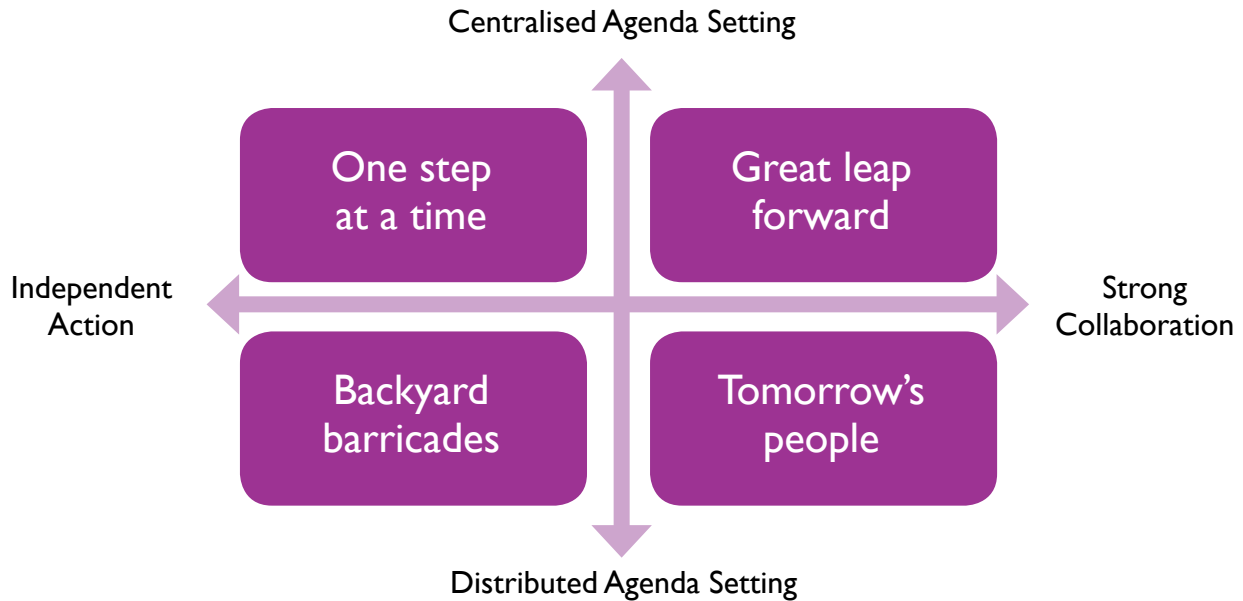 Centralised Agenda Setting
One step
at a time
Great leap
forward
Independent
Action
Strong
Collaboration
Backyard
barricades
Tomorrow’s
people
Distributed Agenda Setting